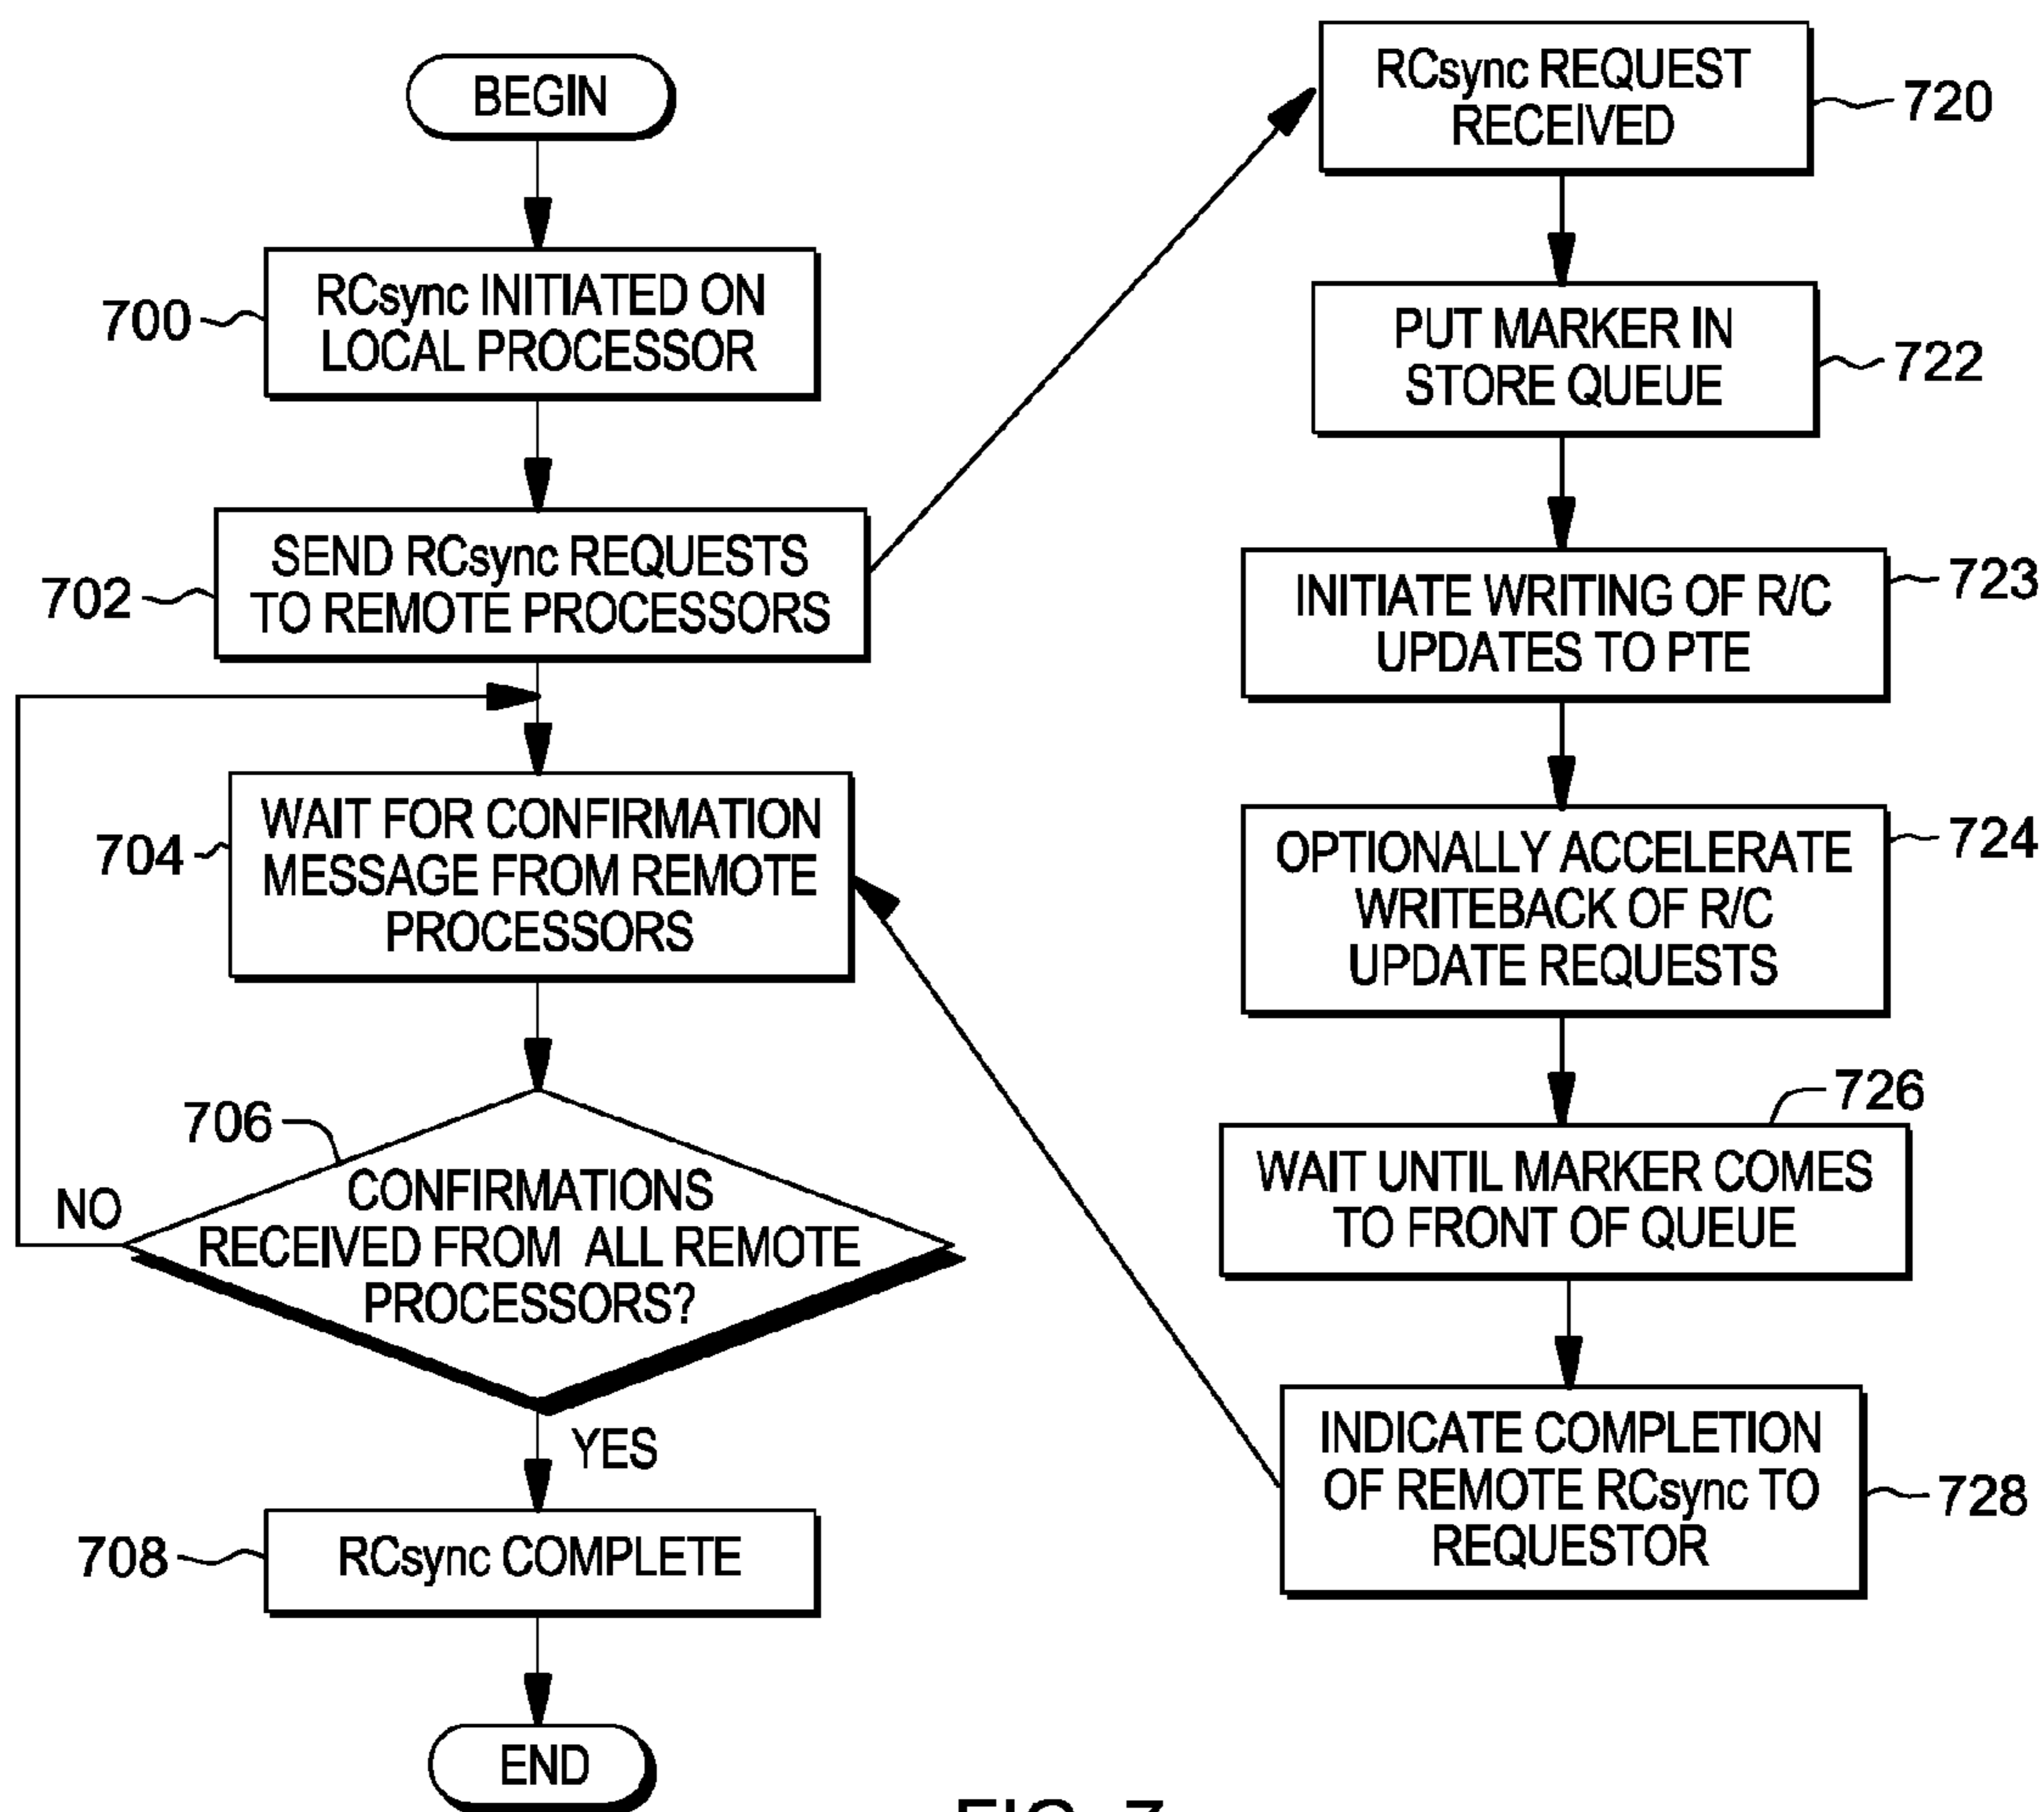 BEGIN
700
RCsync INITIATED ON
LOCAL PROCESSOR
702
SEND RCsync REQUESTS
TO REMOTE PROCESSORS
704
WAIT FOR CONFIRMATION
MESSAGE FROM REMOTE
PROCESSORS
706
CONFIRMATIONS
RECEIVED FROM ALL REMOTE
PROCESSORS?
NO
YES
708
RCsync COMPLETE
END
RCsync REQUEST
RECEIVED
720
PUT MARKER IN
STORE QUEUE
722
INITIATE WRITING OF R/C
UPDATES TO PTE
723
OPTIONALLY ACCELERATE
WRITEBACK OF R/C
UPDATE REQUESTS
724
726
WAIT UNTIL MARKER COMES
TO FRONT OF QUEUE
INDICATE COMPLETION
OF REMOTE RCsync TO
REQUESTOR
728
FIG. 7